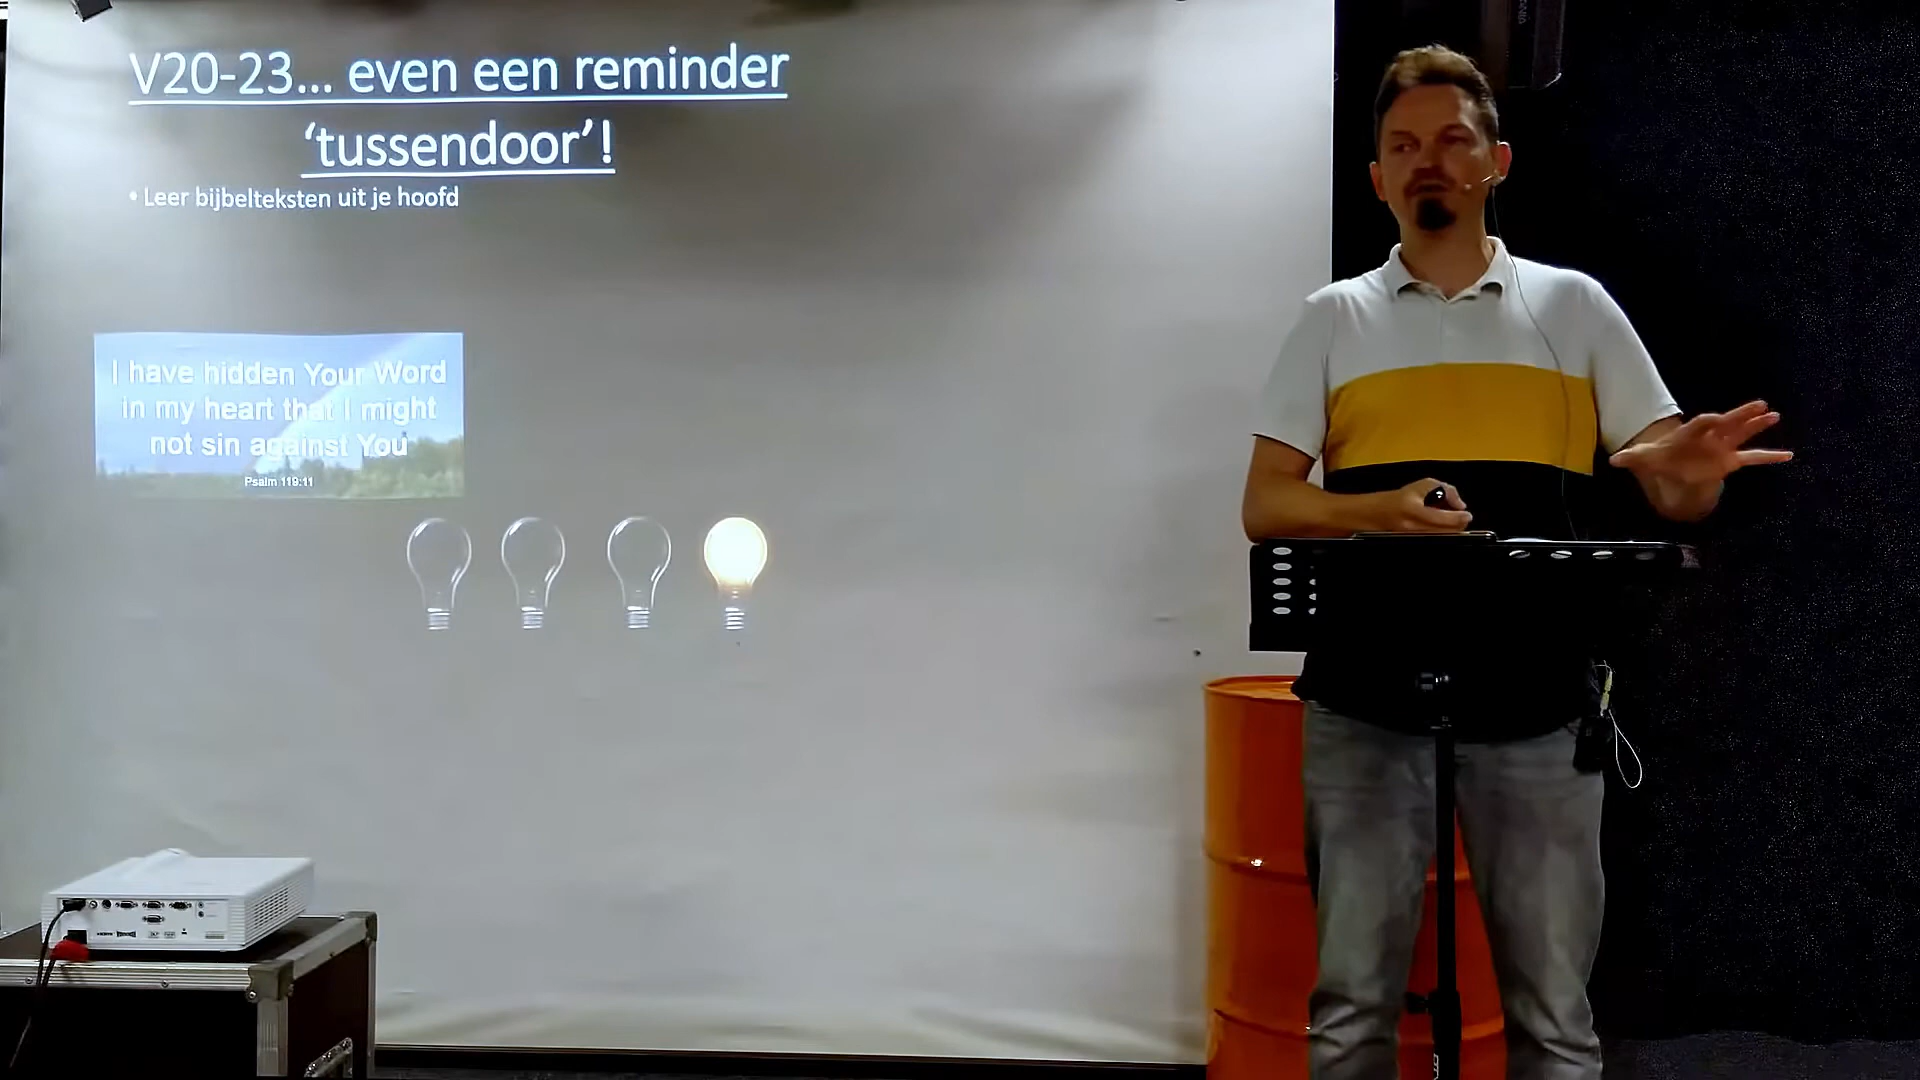 V20-23... even een reminder
‘tussendoor’!
• Leer bijbelteksten uit je hoofd
I have hidden Your Word
in my heart that I might
not sin against You
Psalm 119:11